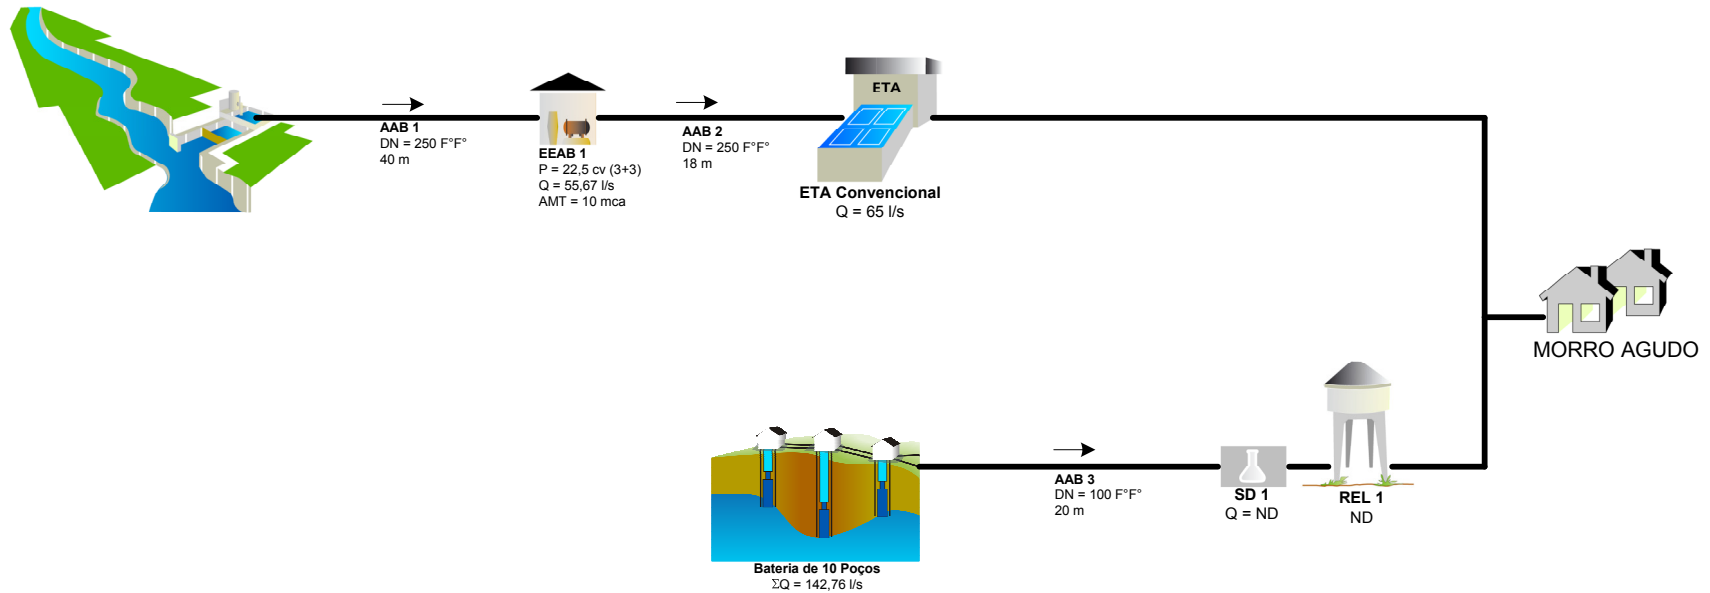 AAB 1
DN = 250 F°F°
40 m
EEAB 1
P = 22,5 cv (3+3)
Q = 55,67 l/s
AMT = 10 mca
AAB 2
DN = 250 F°F°
18 m
ETA
ETA Convencional
Q = 65 l/s
MORRO AGUDO
Bateria de 10 Poços
ΣQ = 142,76 l/s
AAB 3
DN = 100 F°F°
20 m
SD 1
Q = ND
REL 1
ND